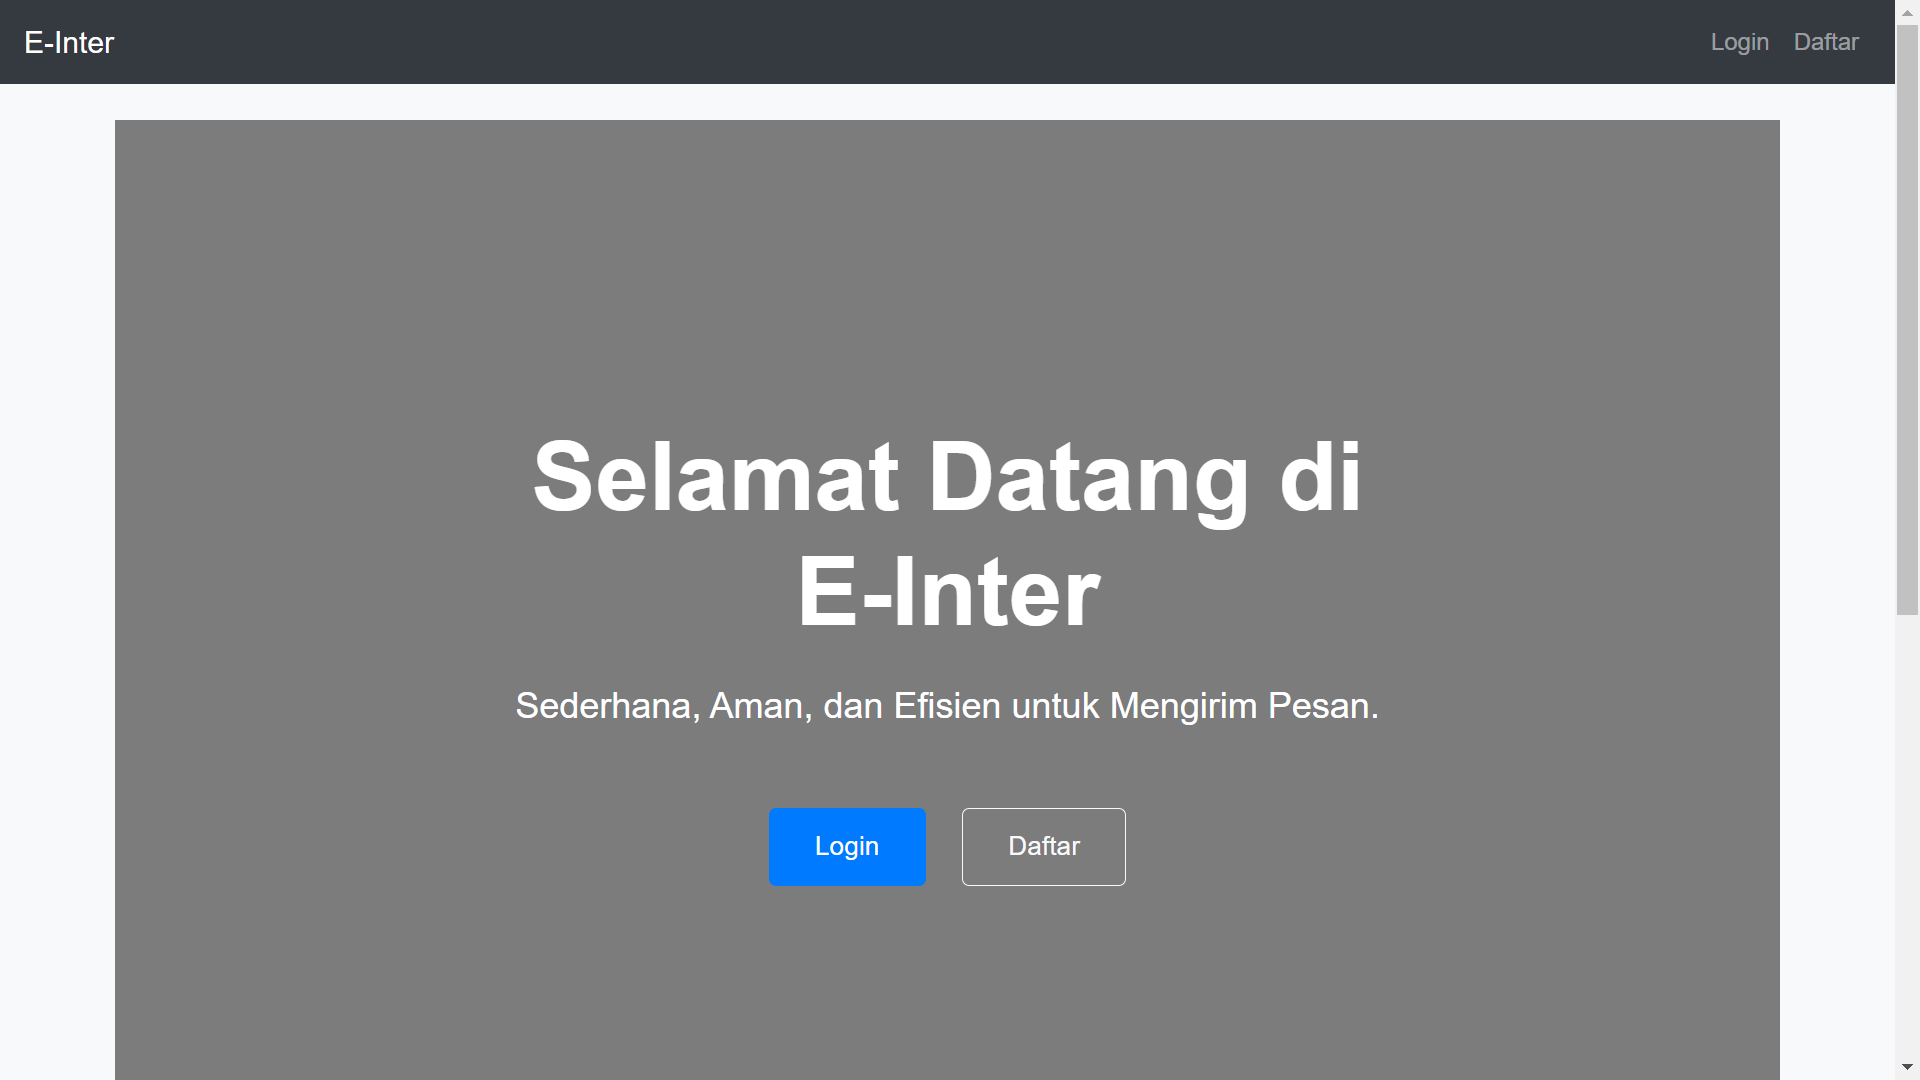 E-Inter
Login Daftar
Selamat Datang di
E-Inter
Sederhana, Aman, dan Efisien untuk Mengirim Pesan.
Login
Daftar